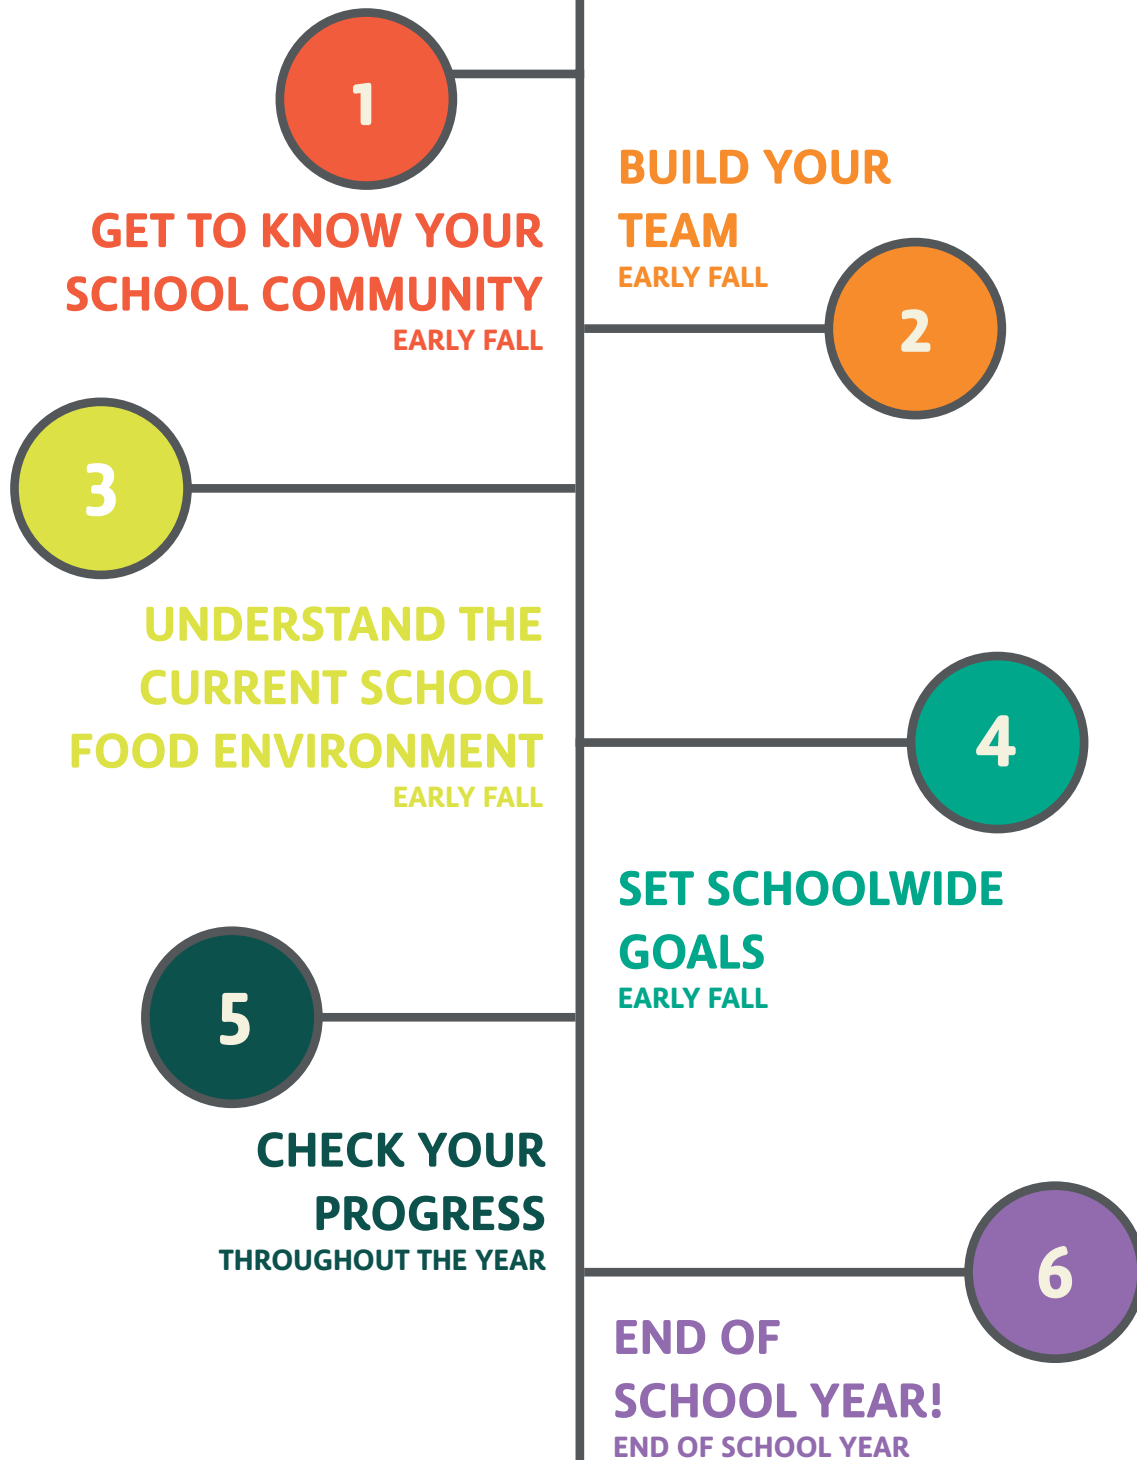 1
GET TO KNOW YOUR
SCHOOL COMMUNITY
EARLY FALL
BUILD YOUR
TEAM
EARLY FALL
2
3
UNDERSTAND THE
CURRENT SCHOOL
FOOD ENVIRONMENT
EARLY FALL
4
SET SCHOOLWIDE
GOALS
EARLY FALL
5
CHECK YOUR
PROGRESS
THROUGHOUT THE YEAR
6
END OF
SCHOOL YEAR!
END OF SCHOOL YEAR